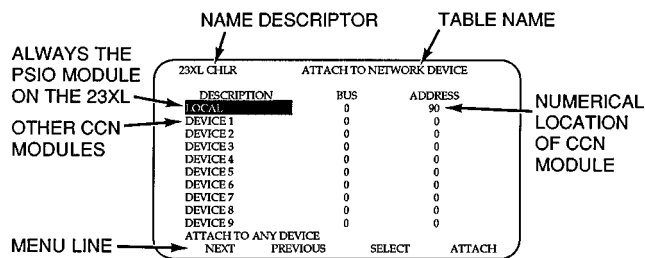 NAME DESCRIPTOR
TABLE NAME
ALWAYS THE
PSIO MODULE
ON THE 23XL
OTHER CCN
MODULES
MENU LINE
23XL CHLR ATTACH TO NETWORK DEVICE
DESCRIPTION BUS ADDRESS
LOCAL 0 90
DEVICE 1 0 0
DEVICE 2 0 0
DEVICE 3 0 0
DEVICE 4 0 0
DEVICE 5 0 0
DEVICE 6 0 0
DEVICE 7 0 0
DEVICE 8 0 0
DEVICE 9 0 0
ATTACH TO ANY DEVICE
NEXT PREVIOUS SELECT ATTACH
NUMERICAL
LOCATION
OF CCN
MODULE